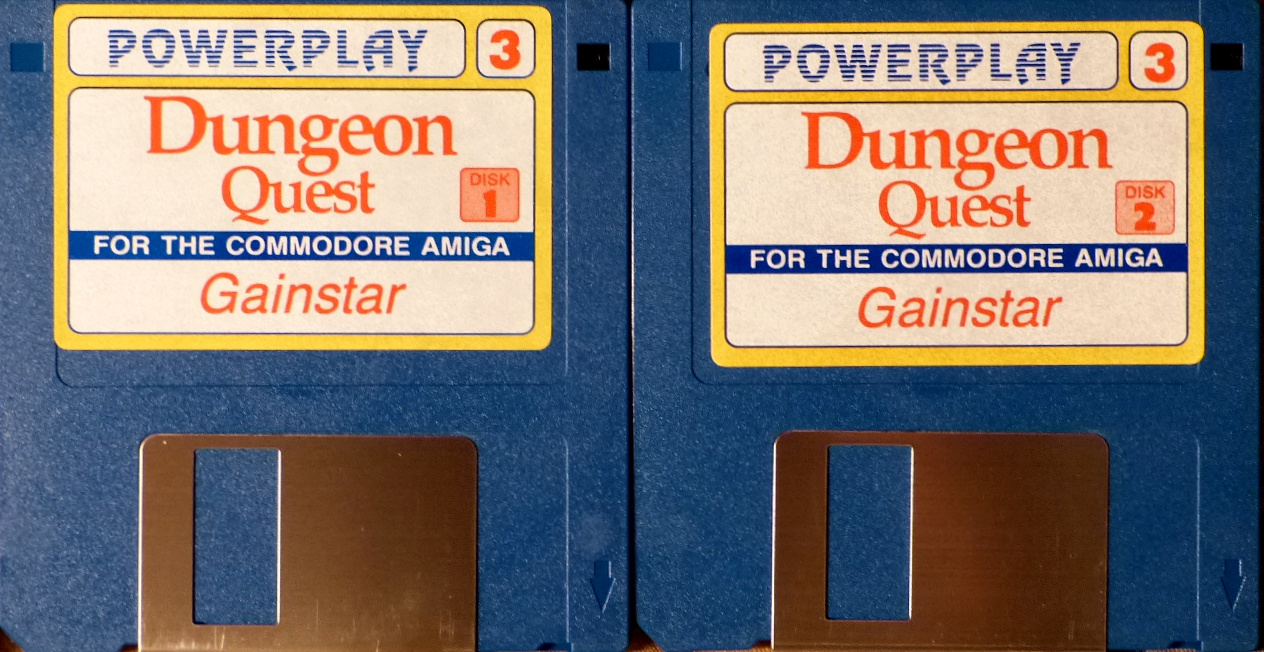 POWERPLAY 3
Dungeon
Quest
DISK
1
FOR THE COMMODORE AMIGA
Gainstar
POWERPLAY 3
Dungeon
Quest
DISK
2
FOR THE COMMODORE AMIGA
Gainstar